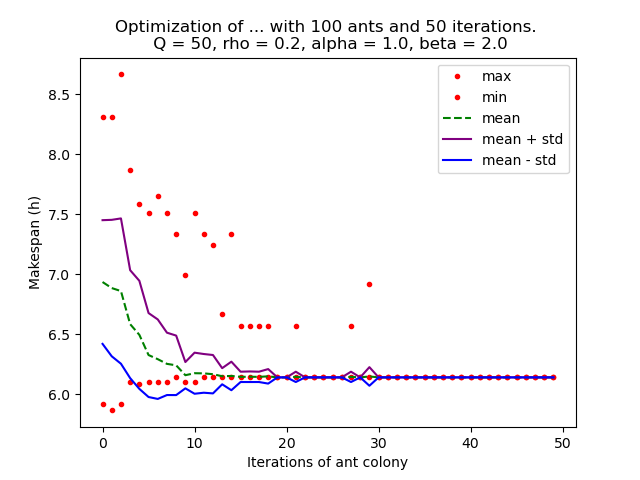 Optimization of ... with 100 ants and 50 iterations.
Q = 50, rho = 0.2, alpha = 1.0, beta = 2.0
max
min
mean
mean + std
mean - std
Makespan (h)
8.5
8.0
7.5
7.0
6.5
6.0
0 10 20 30 40 50
Iterations of ant colony